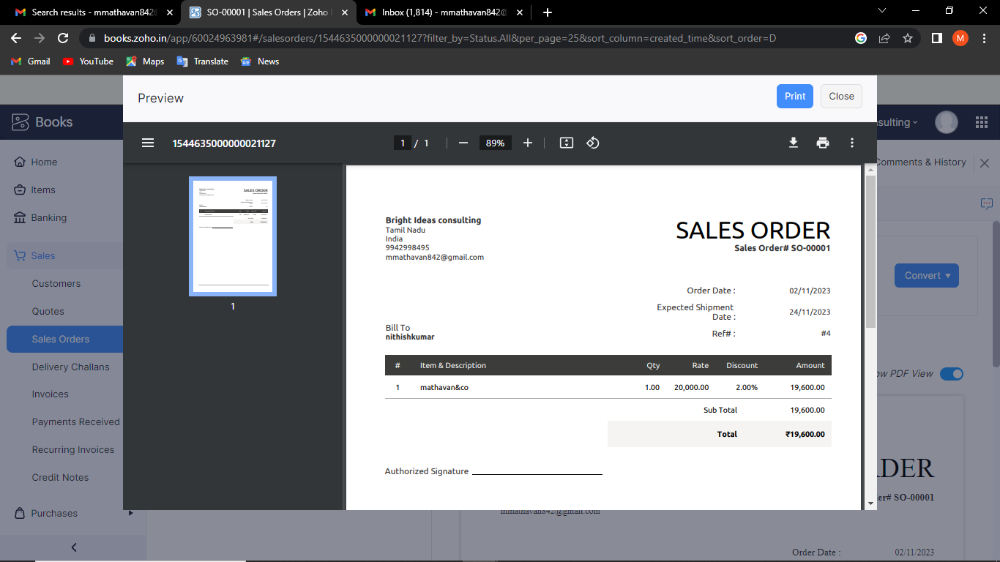 Search results - mmathavan842@
SO-00001 | Sales Orders | Zoho
Inbox (1,814) - mmathavan842@
books.zoho.in/app/60024963981#/salesorders/1544635000000021127?filter_by=Status.All&per_page=25&sort_column=created_time&sort_order=D
M
Gmail
YouTube
Maps
Translate
News
Preview
Print
Close
Books
sulting
1544635000000021127
1 / 1
89%
Home
Items
Banking
Sales
Customers
Quotes
Sales Orders
Delivery Challans
Invoices
Payments Received
Recurring Invoices
Credit Notes
Purchases
1
Bright Ideas consulting
Tamil Nadu
India
9942998495
mmathavan842@gmail.com
SALES ORDER
Sales Order# SO-00001
Order Date : 02/11/2023
Expected Shipment
Date : 24/11/2023
Ref# : #4
Bill To
nithishkumar
# Item & Description Qty Rate Discount Amount
1 mathavan&co 1.00 20,000.00 2.00% 19,600.00
Sub Total 19,600.00
Total ₹19,600.00
Authorized Signature
Comments & History
Convert
ow PDF View
DER
er# SO-00001
mmathavan842@gmail.com
Order Date : 02/11/2023